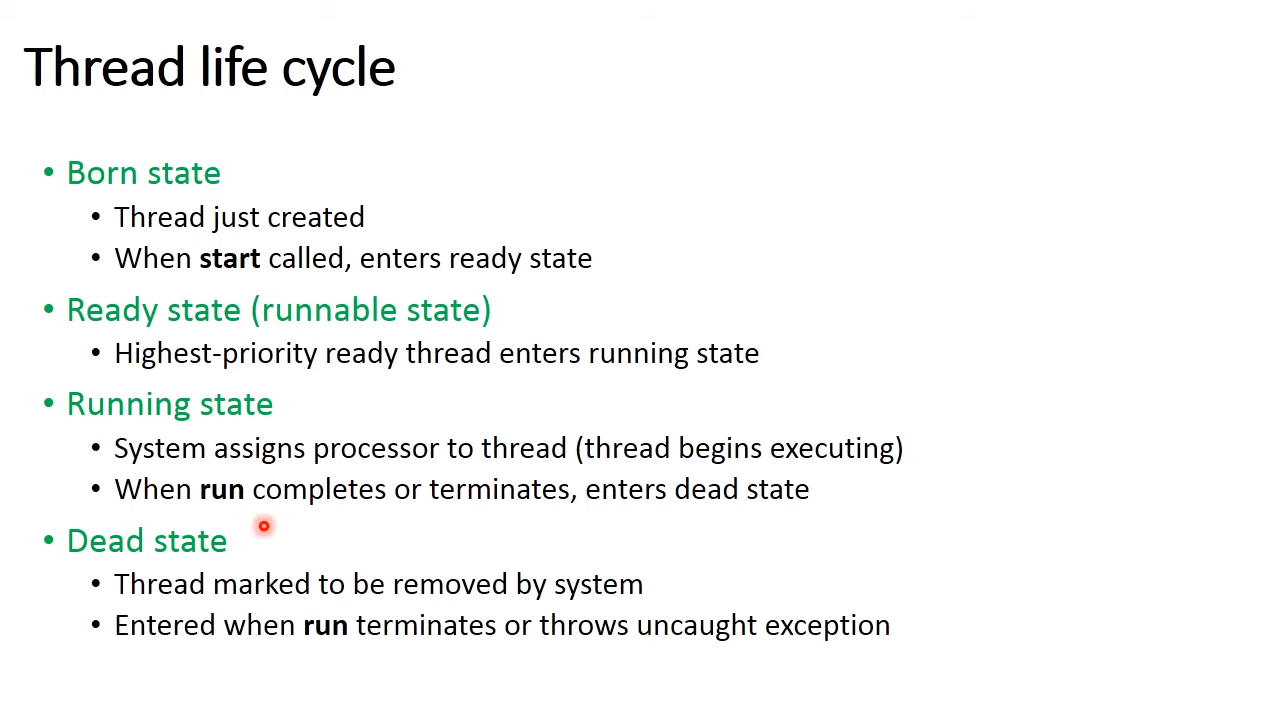 Thread life cycle
• Born state
• Thread just created
• When start called, enters ready state
• Ready state (runnable state)
• Highest-priority ready thread enters running state
• Running state
• System assigns processor to thread (thread begins executing)
• When run completes or terminates, enters dead state
• Dead state
• Thread marked to be removed by system
• Entered when run terminates or throws uncaught exception